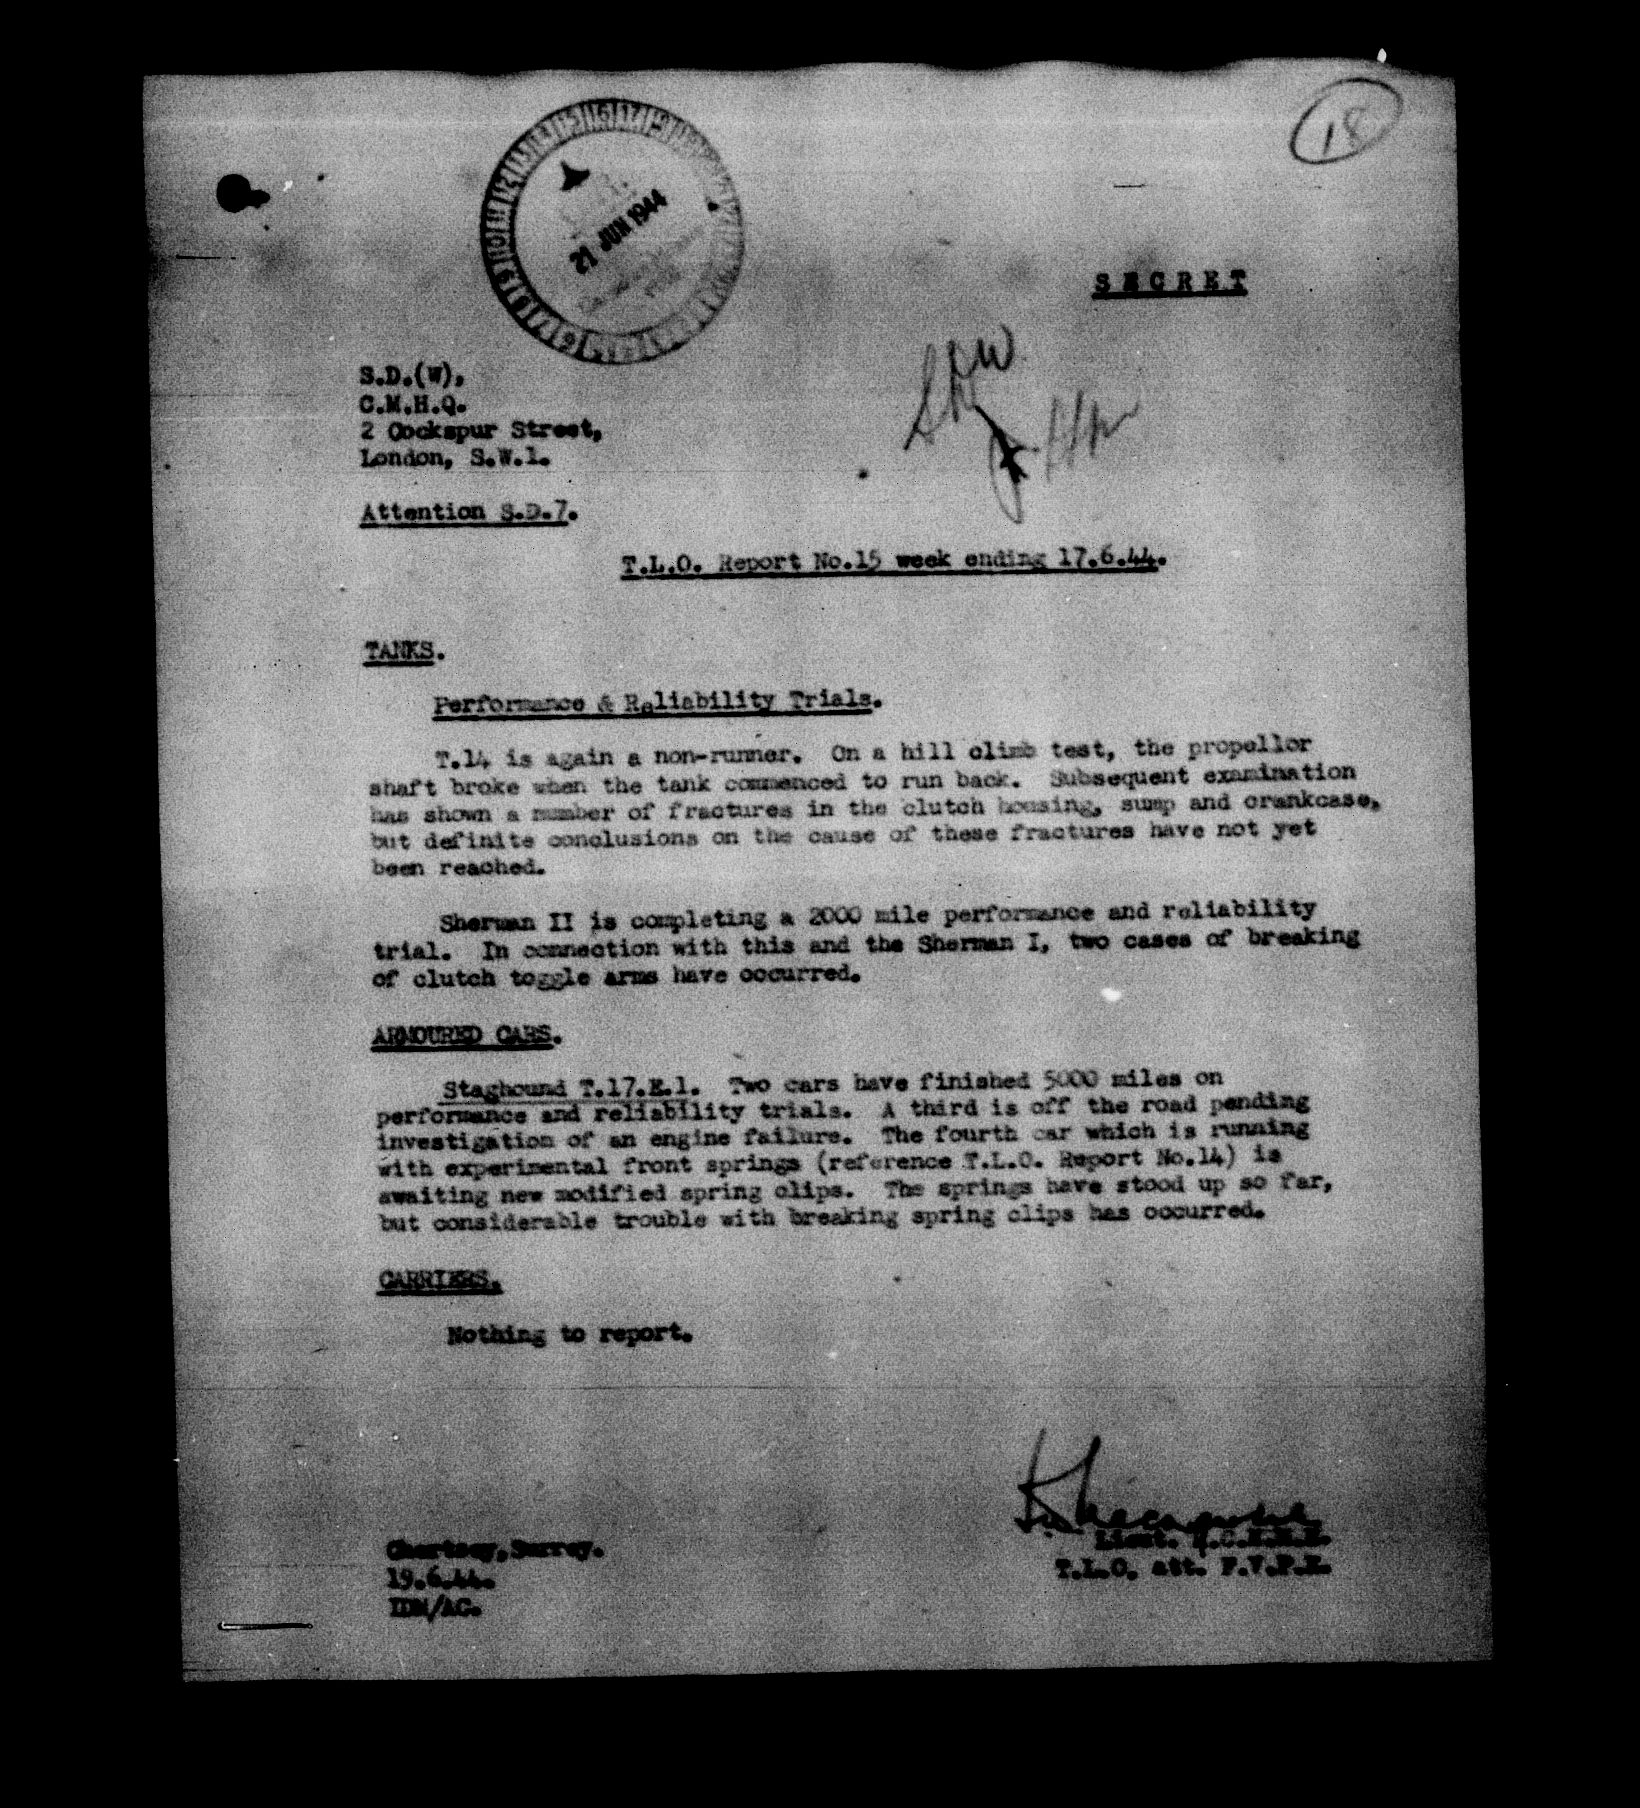 18
21 JUN 1944
SECRET
S.D.(W),
C.M.H.Q.
2 Cockspur Street,
London, S.W.1.
Attention S.D.7.
T.L.O. Report No.15 week ending 17.6.44.
TANKS.
Performance & Reliability Trials.
T.14 is again a non-runner. On a hill climb test, the propellor
shaft broke when the tank commenced to run back. Subsequent examination
has shown a number of fractures in the clutch housing, sump and crankcase,
but definite conclusions on the cause of these fractures have not yet
been reached.
Sherman II is completing a 2000 mile performance and reliability
trial. In connection with this and the Sherman I, two cases of breaking
of clutch toggle arms have occurred.
ARMOURED CARS.
Staghound T.17.E.1. Two cars have finished 5000 miles on
performance and reliability trials. A third is off the road pending
investigation of an engine failure. The fourth car which is running
with experimental front springs (reference T.L.O. Report No.14) is
awaiting new modified spring clips. The springs have stood up so far,
but considerable trouble with breaking spring clips has occurred.
CARRIERS.
Nothing to report.
Lieut.
T.L.O. att. F.V.P.E.
Chertsey, Surrey.
19.6.44.
IDM/AC.